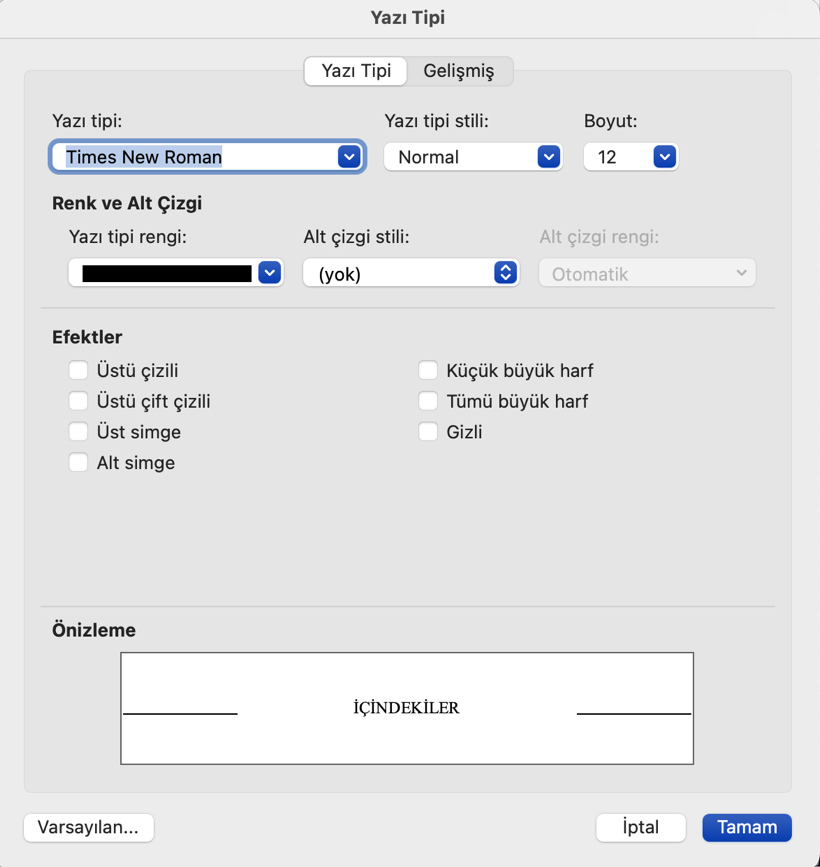 Yazı Tipi
Yazı Tipi Gelişmiş
Yazı tipi: Yazı tipi stili: Boyut:
Times New Roman Normal 12
Renk ve Alt Çizgi
Yazı tipi rengi: Alt çizgi stili: Alt çizgi rengi:
(yok) Otomatik
Efektler
Üstü çizili Küçük büyük harf
Üstü çift çizili Tümü büyük harf
Üst simge Gizli
Alt simge
Önizleme
İÇİNDEKİLER
Varsayılan... İptal Tamam